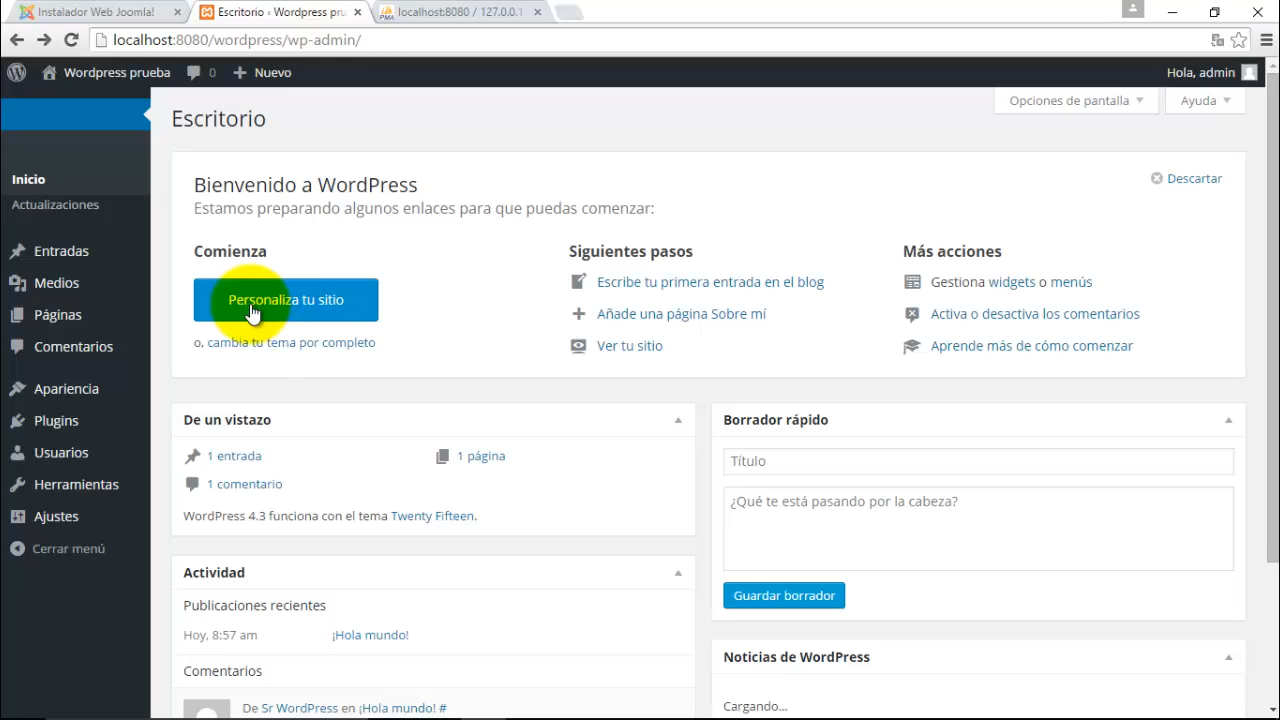 Instalador Web Joomla!
Escritorio ‹ Wordpress pru
localhost:8080 / 127.0.0.1
localhost:8080/wordpress/wp-admin/
Wordpress prueba
0
Nuevo
Hola, admin
Inicio
Actualizaciones
Entradas
Medios
Páginas
Comentarios
Apariencia
Plugins
Usuarios
Herramientas
Ajustes
Cerrar menú
Escritorio
Opciones de pantalla
Ayuda
Bienvenido a WordPress
Descartar
Estamos preparando algunos enlaces para que puedas comenzar:
Comienza
Personaliza tu sitio
o, cambia tu tema por completo
Siguientes pasos
Escribe tu primera entrada en el blog
Añade una página Sobre mí
Ver tu sitio
Más acciones
Gestiona widgets o menús
Activa o desactiva los comentarios
Aprende más de cómo comenzar
De un vistazo
1 entrada
1 página
1 comentario
WordPress 4.3 funciona con el tema Twenty Fifteen.
Actividad
Publicaciones recientes
Hoy, 8:57 am ¡Hola mundo!
Comentarios
De Sr WordPress en ¡Hola mundo! #
Borrador rápido
Título
¿Qué te está pasando por la cabeza?
Guardar borrador
Noticias de WordPress
Cargando...